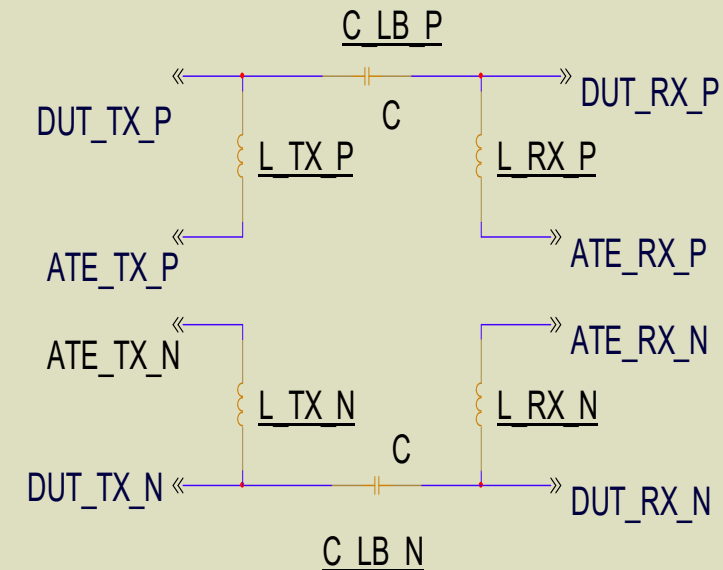 C_LB_P
DUT_TX_P
C
DUT_RX_P
L_TX_P
L_RX_P
ATE_TX_P
ATE_RX_P
ATE_TX_N
ATE_RX_N
L_TX_N
L_RX_N
C
DUT_TX_N
DUT_RX_N
C_LB_N